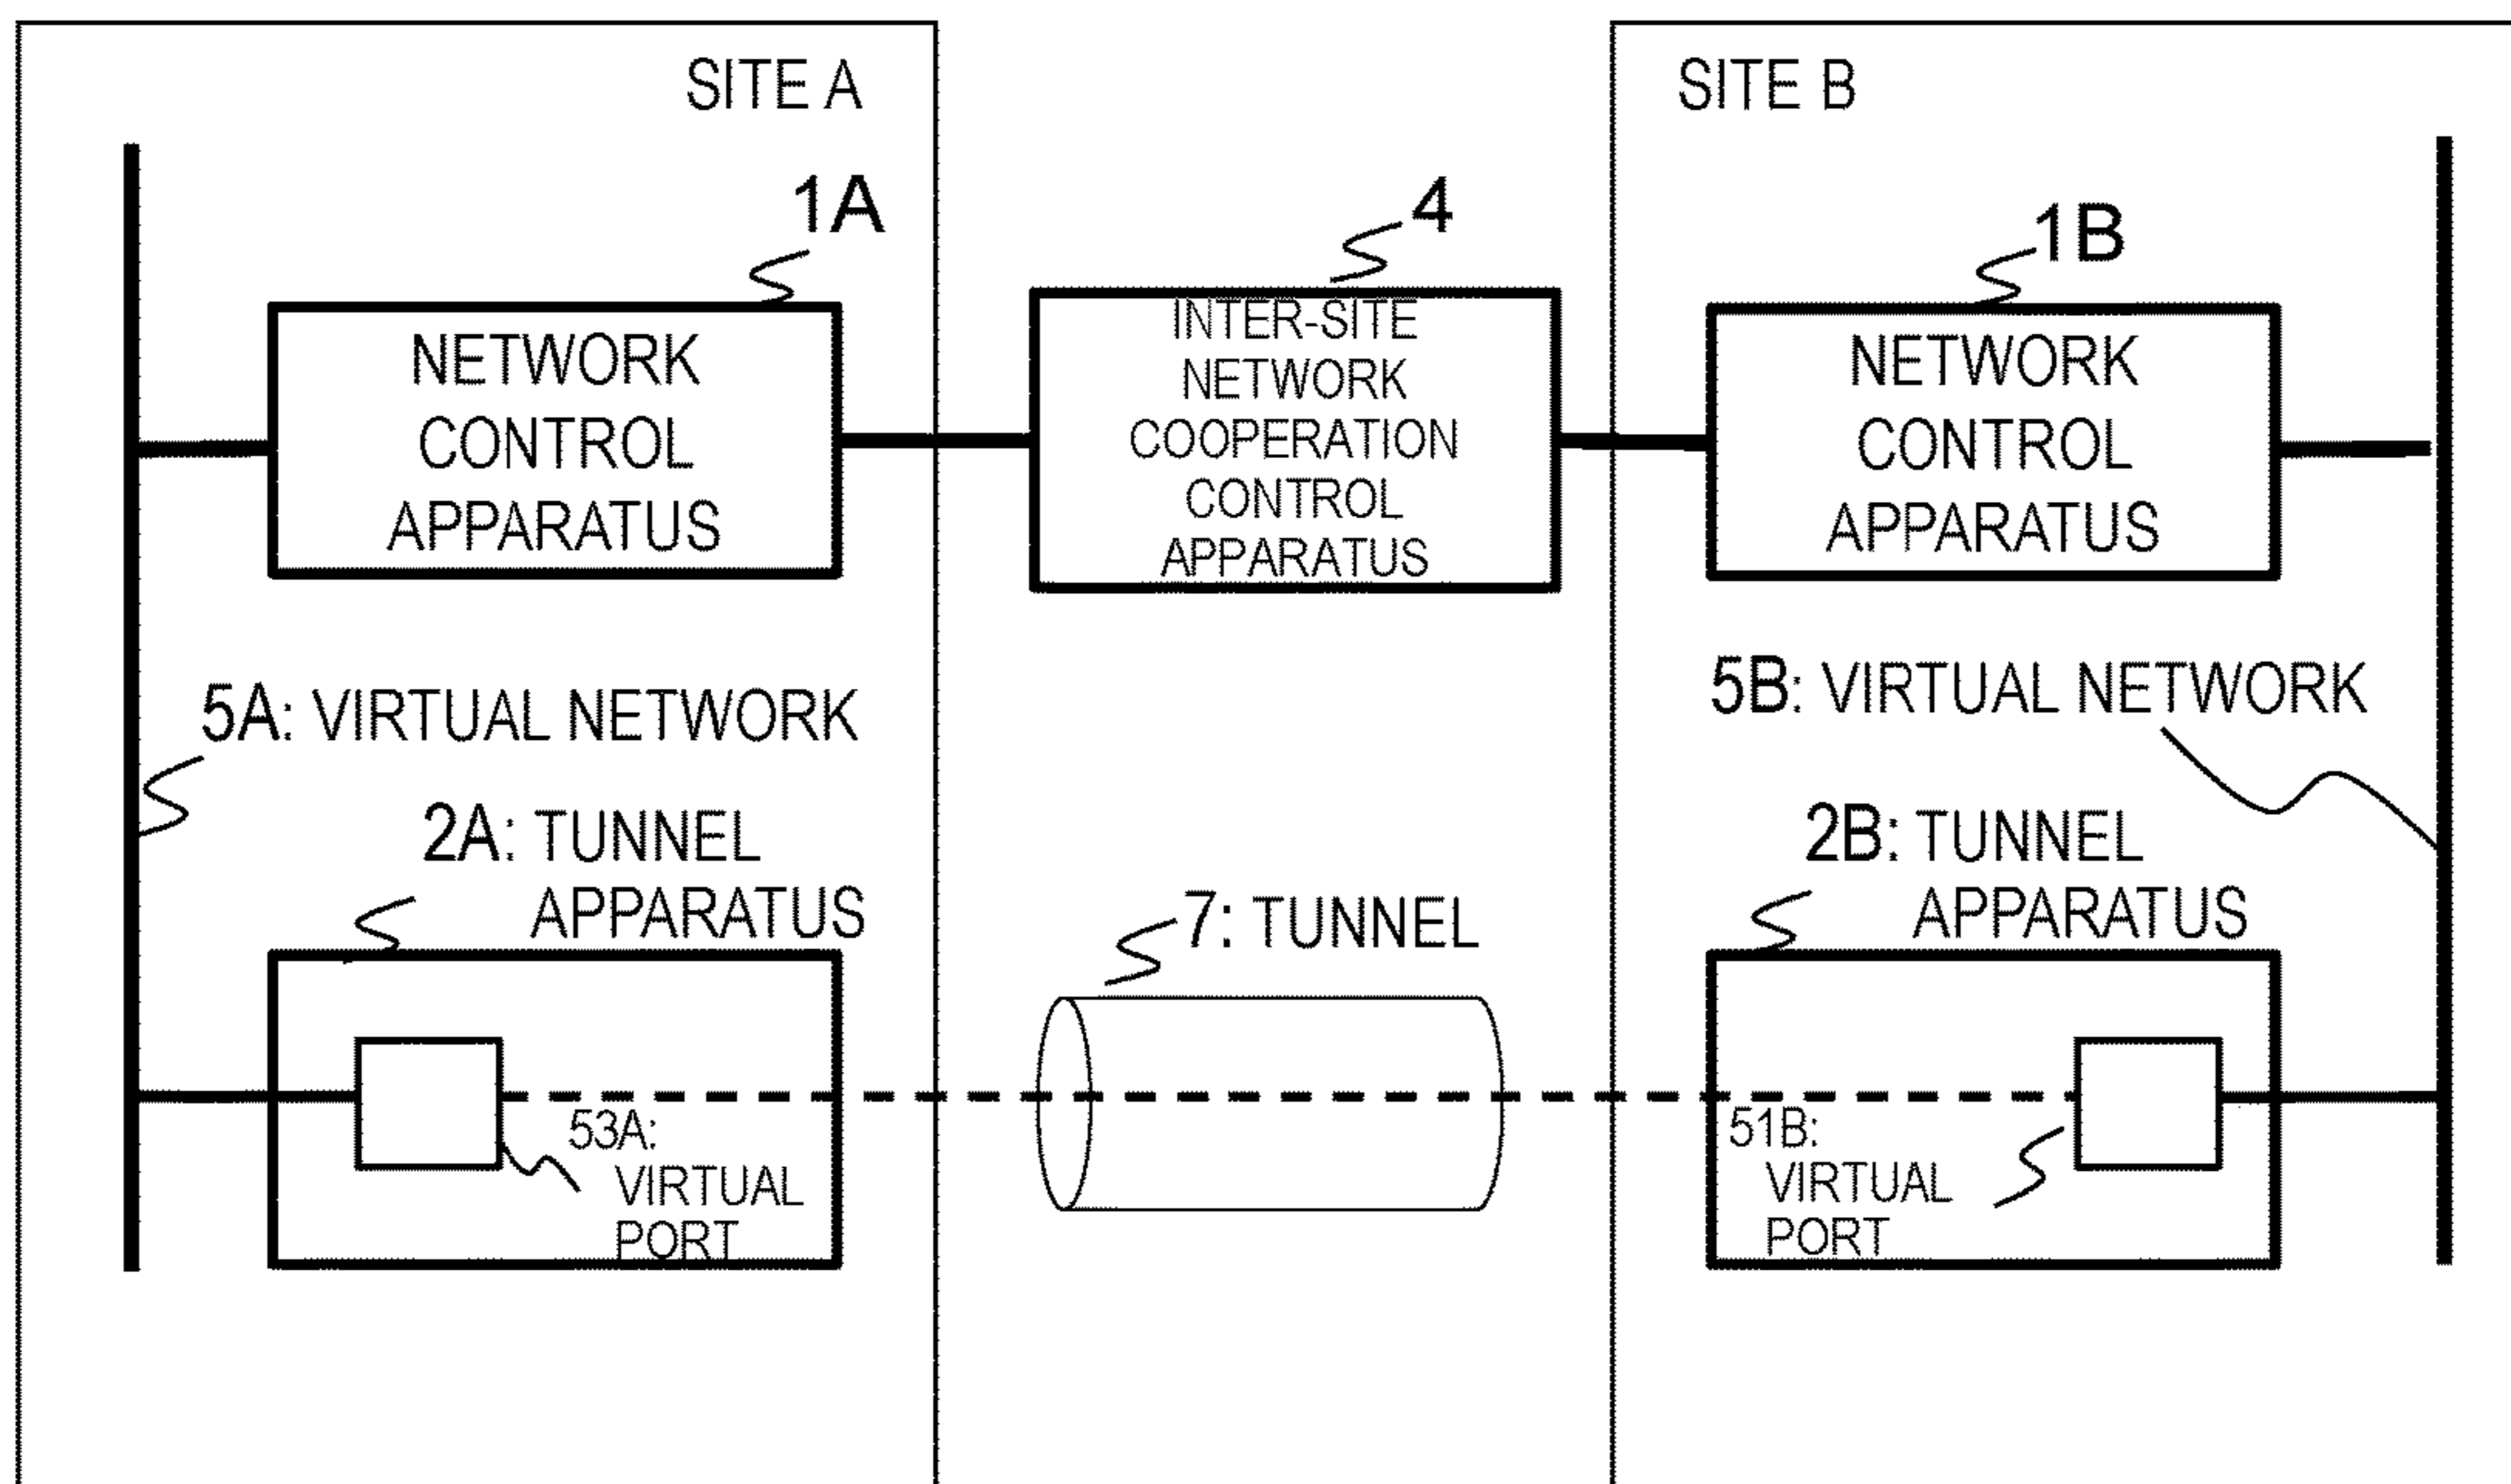 SITE A
SITE B
1A
4
1B
NETWORK
CONTROL
APPARATUS
INTER-SITE
NETWORK
COOPERATION
CONTROL
APPARATUS
NETWORK
CONTROL
APPARATUS
5A: VIRTUAL NETWORK
5B: VIRTUAL NETWORK
2A: TUNNEL
APPARATUS
7: TUNNEL
2B: TUNNEL
APPARATUS
53A:
VIRTUAL
PORT
51B:
VIRTUAL
PORT